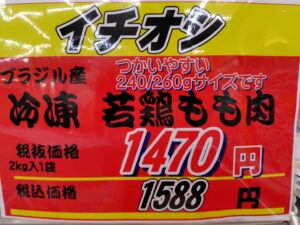 イチオシ
ブラジル産
つかいやすい
240/260gサイズです
冷凍 若鶏もも肉
税抜価格
2kg入1袋
1470円
税込価格
1588円